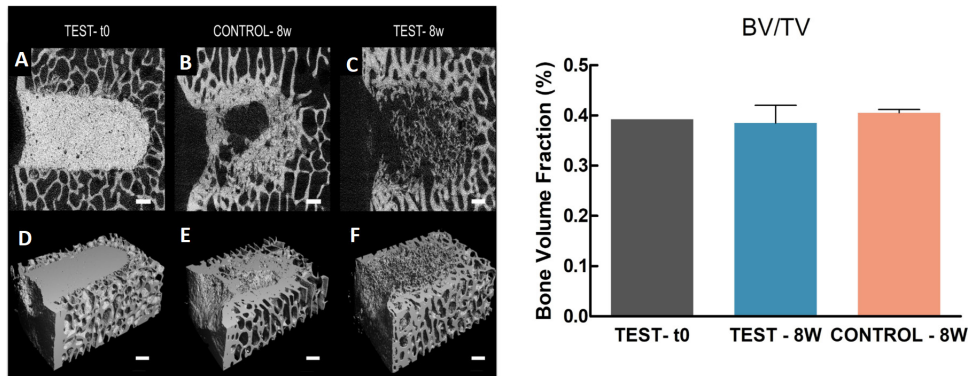 TEST- t0
CONTROL- 8w
TEST- 8w
A
B
C
D
E
F
BV/TV
Bone Volume Fraction (%)
0.5
0.4
0.3
0.2
0.1
0.0
TEST- t0
TEST - 8W
CONTROL - 8W